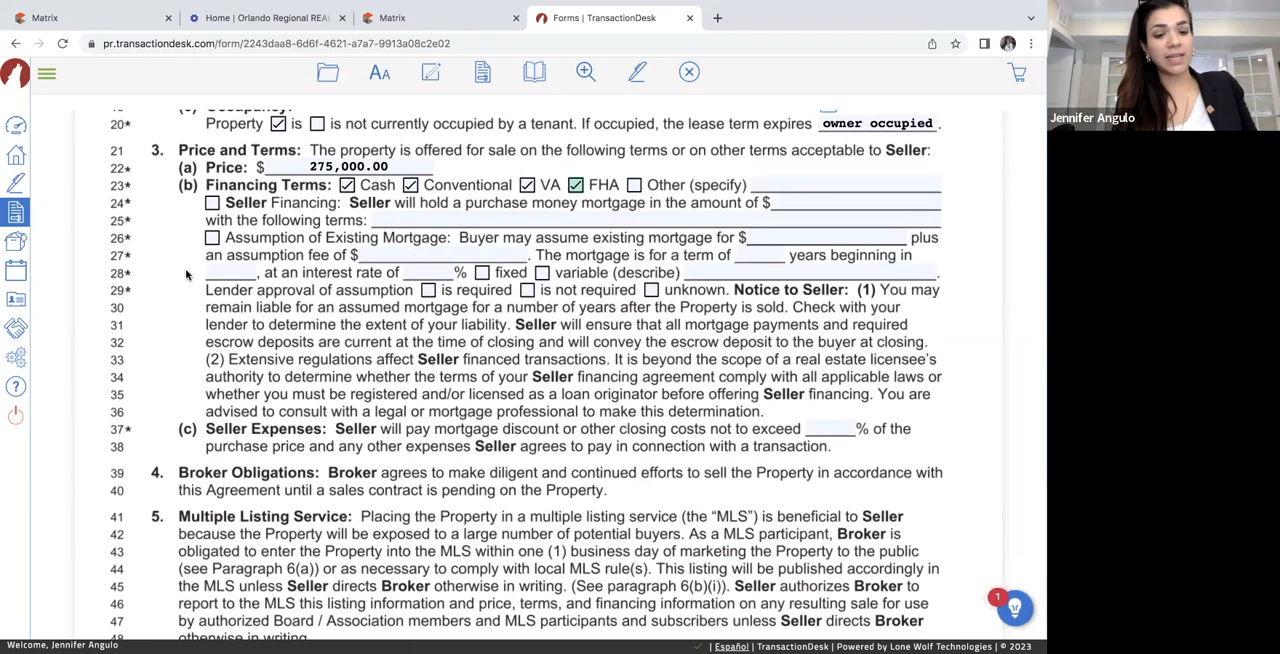 Matrix
Home | Orlando Regional REAL
Matrix
Forms | TransactionDesk
pr.transactiondesk.com/form/2243daa8-6d6f-4621-a7a7-9913a08c2e02
Jennifer Angulo
20* Property is is not currently occupied by a tenant. If occupied, the lease term expires owner occupied.
21 3. Price and Terms: The property is offered for sale on the following terms or on other terms acceptable to Seller:
22* (a) Price: $ 275,000.00
23* (b) Financing Terms: Cash Conventional VA FHA Other (specify)
24* Seller Financing: Seller will hold a purchase money mortgage in the amount of $
25* with the following terms:
26* Assumption of Existing Mortgage: Buyer may assume existing mortgage for $ plus
27* an assumption fee of $ . The mortgage is for a term of years beginning in
28* , at an interest rate of % fixed variable (describe) .
29* Lender approval of assumption is required is not required unknown. Notice to Seller: (1) You may
30 remain liable for an assumed mortgage for a number of years after the Property is sold. Check with your
31 lender to determine the extent of your liability. Seller will ensure that all mortgage payments and required
32 escrow deposits are current at the time of closing and will convey the escrow deposit to the buyer at closing.
33 (2) Extensive regulations affect Seller financed transactions. It is beyond the scope of a real estate licensee's
34 authority to determine whether the terms of your Seller financing agreement comply with all applicable laws or
35 whether you must be registered and/or licensed as a loan originator before offering Seller financing. You are
36 advised to consult with a legal or mortgage professional to make this determination.
37* (c) Seller Expenses: Seller will pay mortgage discount or other closing costs not to exceed % of the
38 purchase price and any other expenses Seller agrees to pay in connection with a transaction.
39 4. Broker Obligations: Broker agrees to make diligent and continued efforts to sell the Property in accordance with
40 this Agreement until a sales contract is pending on the Property.
41 5. Multiple Listing Service: Placing the Property in a multiple listing service (the “MLS”) is beneficial to Seller
42 because the Property will be exposed to a large number of potential buyers. As a MLS participant, Broker is
43 obligated to enter the Property into the MLS within one (1) business day of marketing the Property to the public
44 (see Paragraph 6(a)) or as necessary to comply with local MLS rule(s). This listing will be published accordingly in
45 the MLS unless Seller directs Broker otherwise in writing. (See paragraph 6(b)(i)). Seller authorizes Broker to
46 report to the MLS this listing information and price, terms, and financing information on any resulting sale for use
47 by authorized Board / Association members and MLS participants and subscribers unless Seller directs Broker
48 otherwise in writing.
1
Welcome, Jennifer Angulo
| Español | TransactionDesk | Powered by Lone Wolf Technologies | © 2023